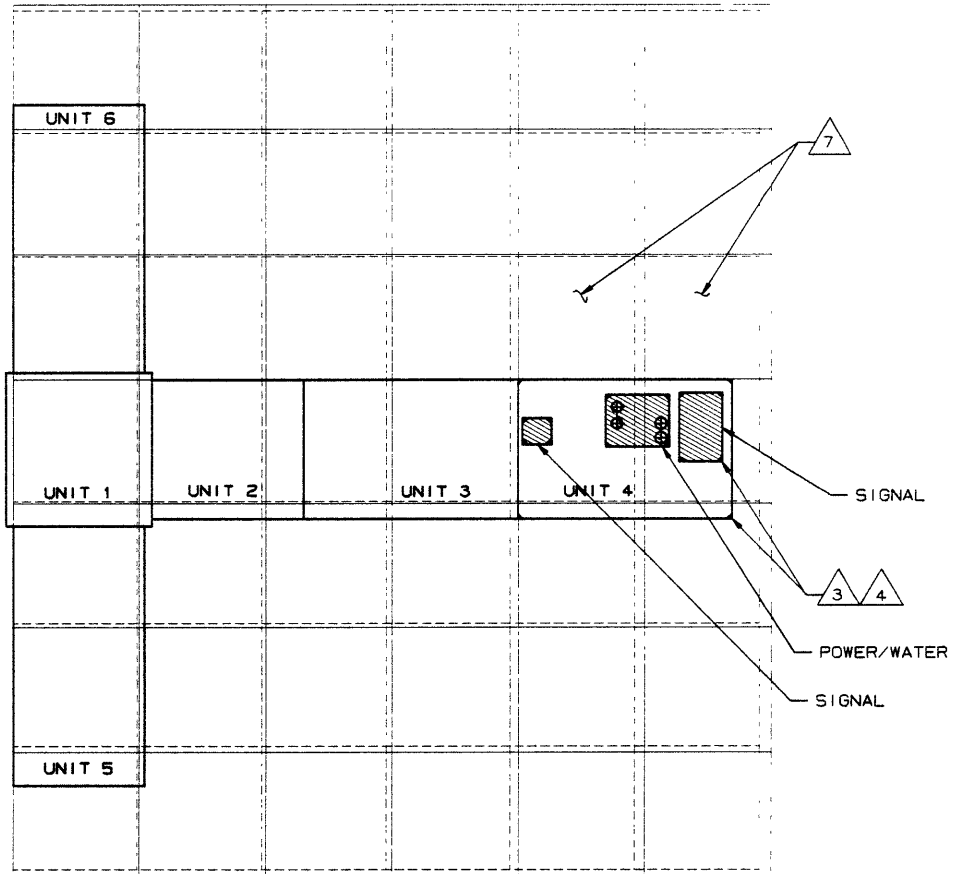 UNIT 6
7
UNIT 1
UNIT 2
UNIT 3
UNIT 4
SIGNAL
3
4
POWER/WATER
SIGNAL
UNIT 5